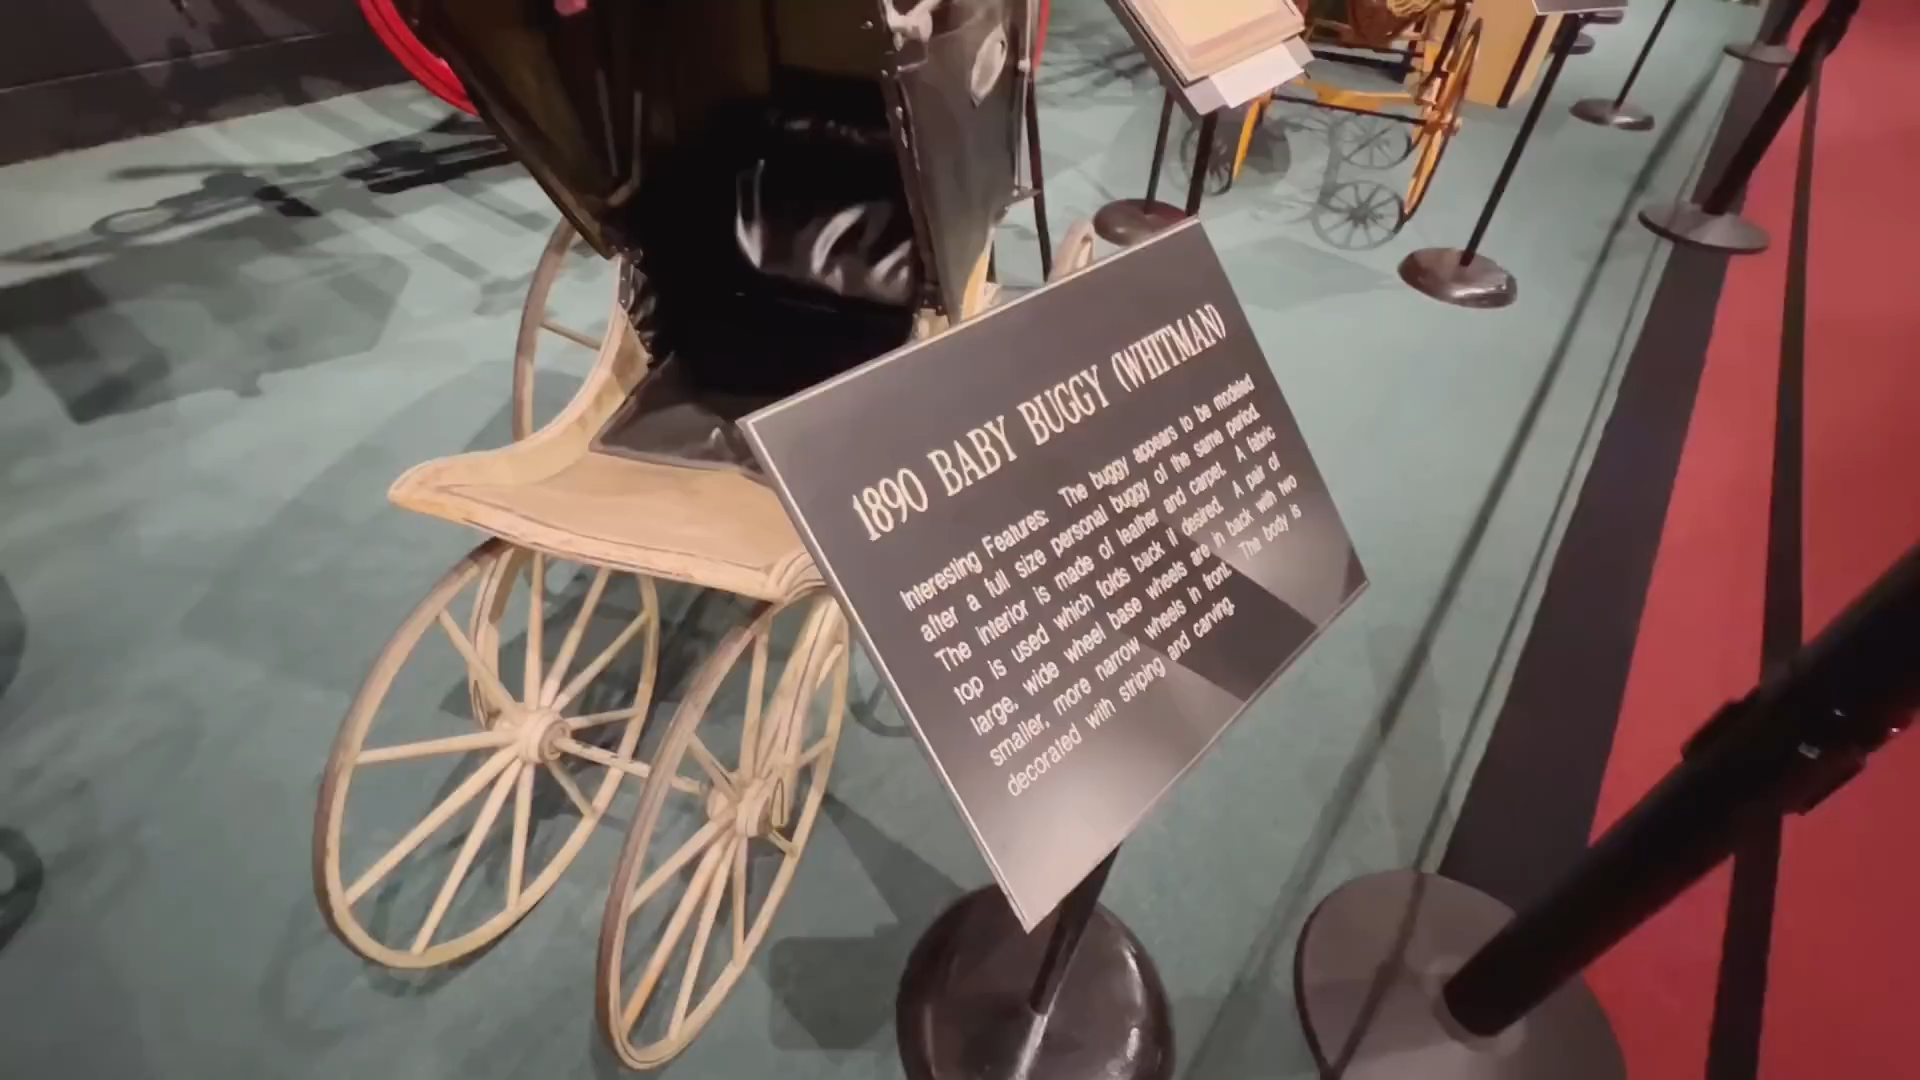 1890 BABY BUGGY (WHITMAN)
Interesting Features: The buggy appears to be modeled
after a full size personal buggy of the same period.
The interior is made of leather and carpet. A fabric
top is used which folds back if desired. A pair of
large, wide wheel base wheels are in back with two
smaller, more narrow wheels in front. The body is
decorated with striping and carving.